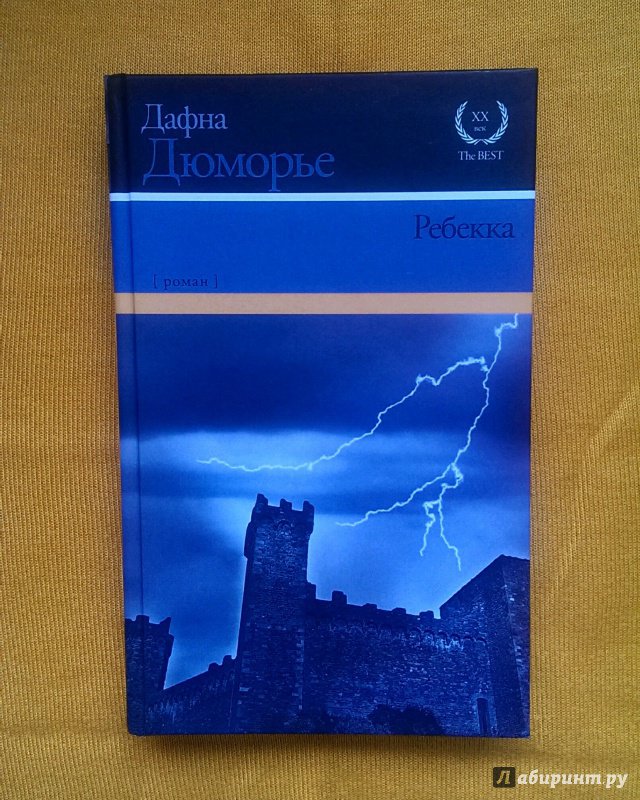 Дафна
Дюморье
XX
век
The BEST
Ребекка
[ роман ]
Лабиринт.ру